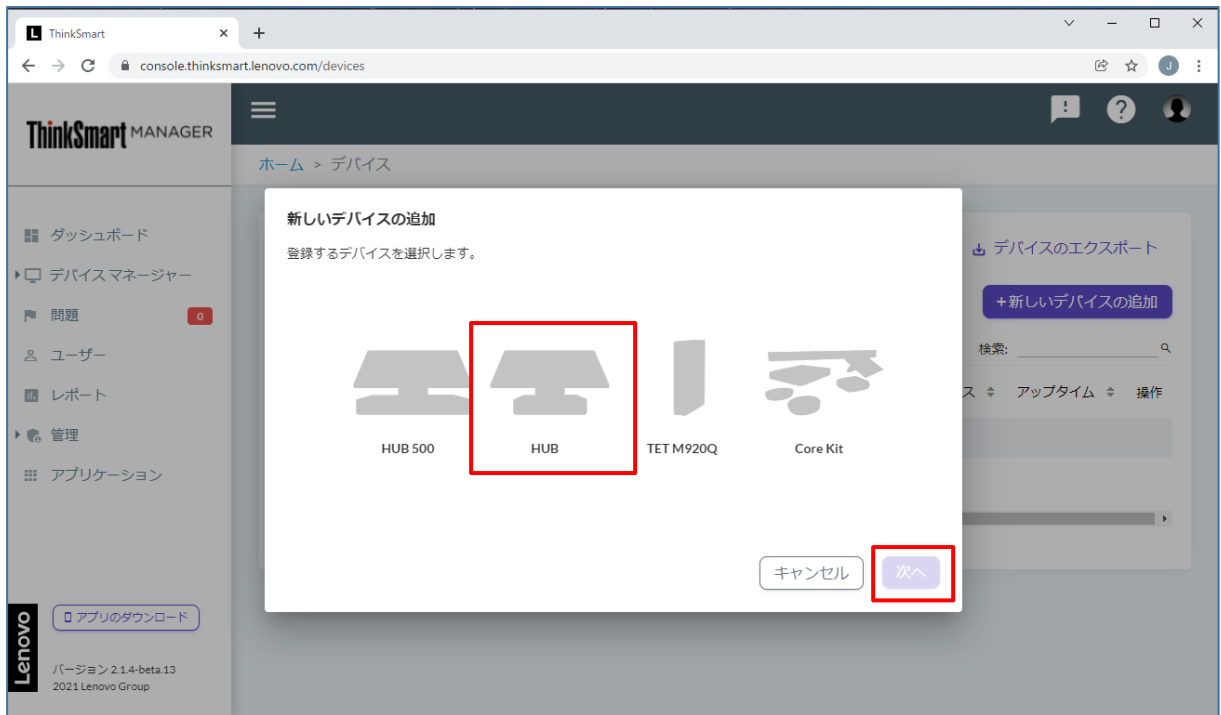 L ThinkSmart
console.thinksmart.lenovo.com/devices
J
ThinkSmart MANAGER
ホーム > デバイス
ダッシュボード
デバイス マネージャー
問題
0
ユーザー
レポート
管理
アプリケーション
新しいデバイスの追加
登録するデバイスを選択します。
HUB 500
HUB
TET M920Q
Core Kit
キャンセル
次へ
デバイスのエクスポート
+新しいデバイスの追加
検索:
ス アップタイム 操作
Lenovo
アプリのダウンロード
バージョン 2.1.4-beta.13
2021 Lenovo Group